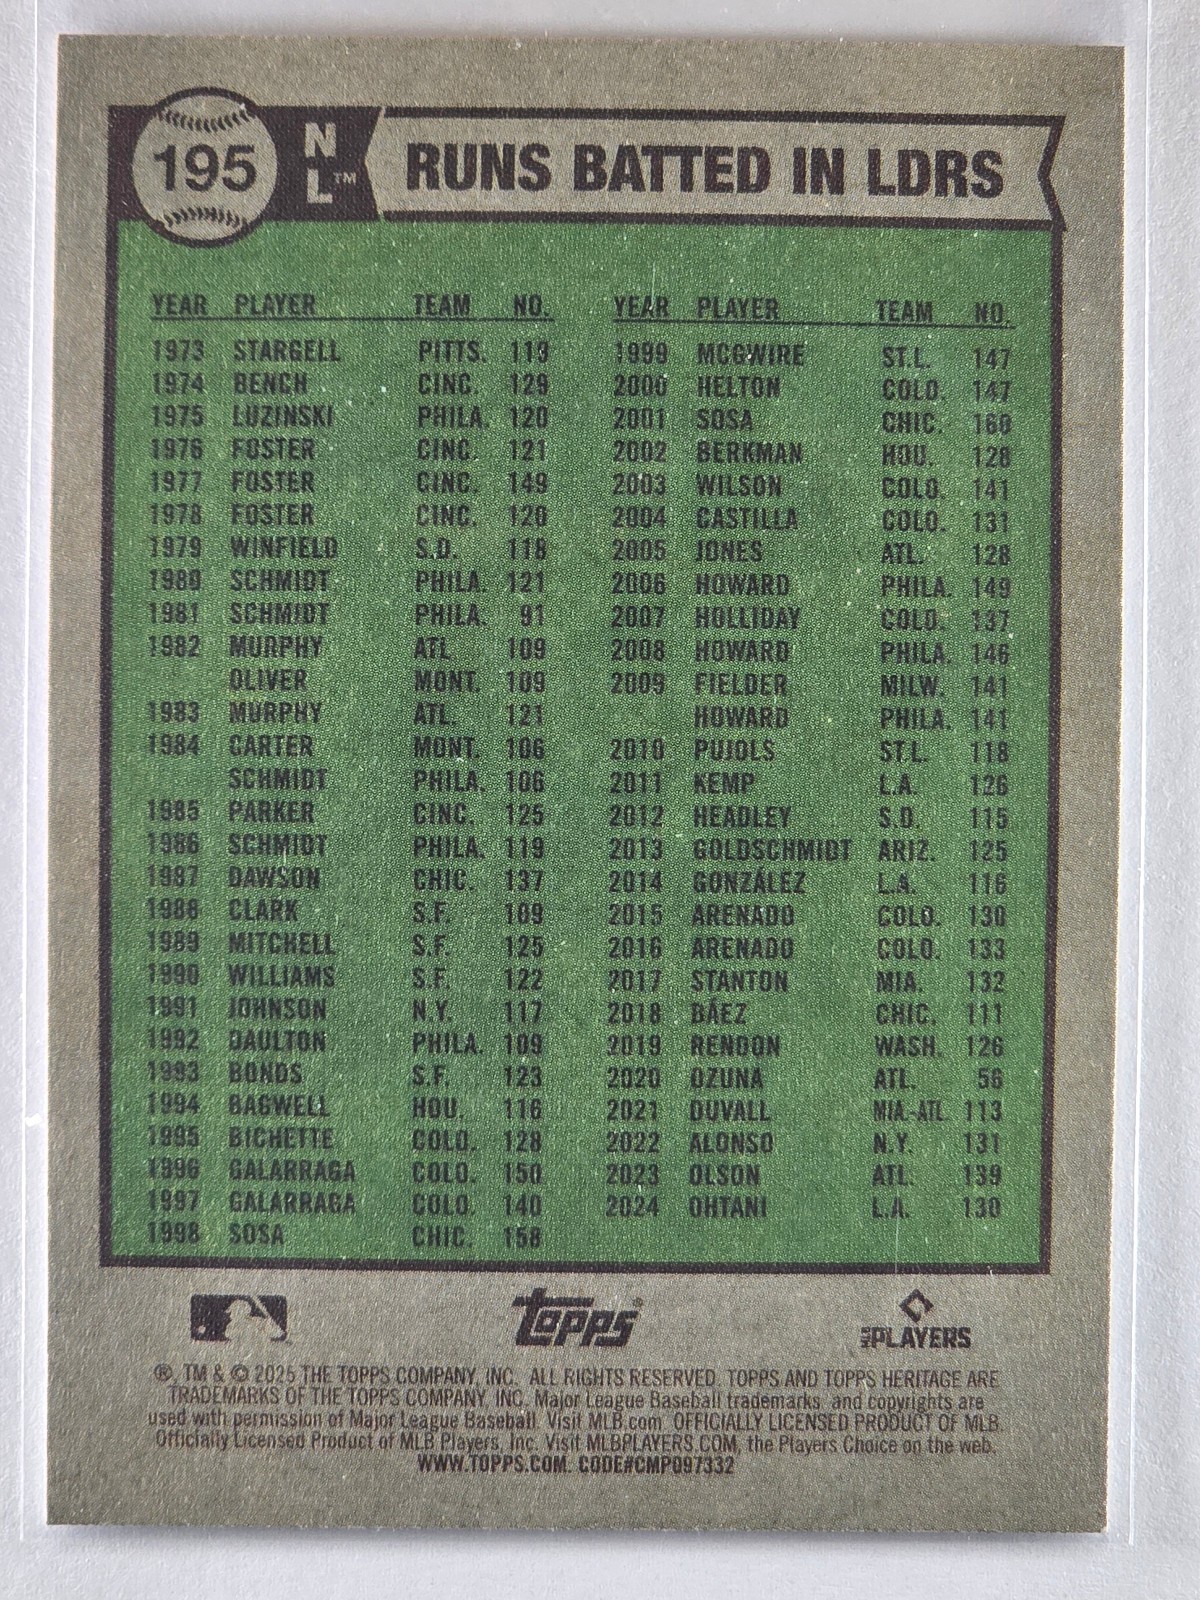 195 NL™ RUNS BATTED IN LDRS
YEAR PLAYER TEAM NO.
1973 STARGELL PITTS. 119
1974 BENCH CINC. 129
1975 LUZINSKI PHILA. 120
1976 FOSTER CINC. 121
1977 FOSTER CINC. 149
1978 FOSTER CINC. 120
1979 WINFIELD S.D. 118
1980 SCHMIDT PHILA. 121
1981 SCHMIDT PHILA. 91
1982 MURPHY ATL 109
OLIVER MONT. 109
1983 MURPHY ATL. 121
1984 CARTER MONT. 106
SCHMIDT PHILA. 106
1985 PARKER CINC. 125
1986 SCHMIDT PHILA. 119
1987 DAWSON CHIC. 137
1988 CLARK S.F. 109
1989 MITCHELL S.F. 125
1990 WILLIAMS S.F. 122
1991 JOHNSON N.Y. 117
1992 DAULTON PHILA. 109
1993 BONDS S.F. 123
1994 BAGWELL HOU. 116
1995 BICHETTE COLO. 128
1996 GALARRAGA COLO. 150
1997 GALARRAGA COLO. 140
1998 SOSA CHIC. 158
YEAR PLAYER TEAM NO.
1999 MCGWIRE ST.L. 147
2000 HELTON COLO. 147
2001 SOSA CHIC. 160
2002 BERKMAN HOU. 128
2003 WILSON COLO. 141
2004 CASTILLA COLO. 131
2005 JONES ATL. 128
2006 HOWARD PHILA. 149
2007 HOLLIDAY COLO. 137
2008 HOWARD PHILA. 146
2009 FIELDER MILW. 141
HOWARD PHILA. 141
2010 PUJOLS ST.L. 118
2011 KEMP L.A. 126
2012 HEADLEY S.D. 115
2013 GOLDSCHMIDT ARIZ. 125
2014 GONZÁLEZ L.A. 116
2015 ARENADO COLO. 130
2016 ARENADO COLO. 133
2017 STANTON MIA. 132
2018 BÁEZ CHIC. 111
2019 RENDON WASH. 126
2020 OZUNA ATL. 56
2021 DUVALL MIA.-ATL. 113
2022 ALONSO N.Y. 131
2023 OLSON ATL. 139
2024 OHTANI L.A. 130
topps® MLB PLAYERS
®, TM & © 2025 THE TOPPS COMPANY, INC. ALL RIGHTS RESERVED. TOPPS AND TOPPS HERITAGE ARE
TRADEMARKS OF THE TOPPS COMPANY, INC. Major League Baseball trademarks and copyrights are
used with permission of Major League Baseball. Visit MLB.com. OFFICIALLY LICENSED PRODUCT OF MLB
Officially Licensed Product of MLB Players, Inc. Visit MLBPLAYERS.COM, the Players Choice on the web.
WWW.TOPPS.COM. CODE#CMP097332